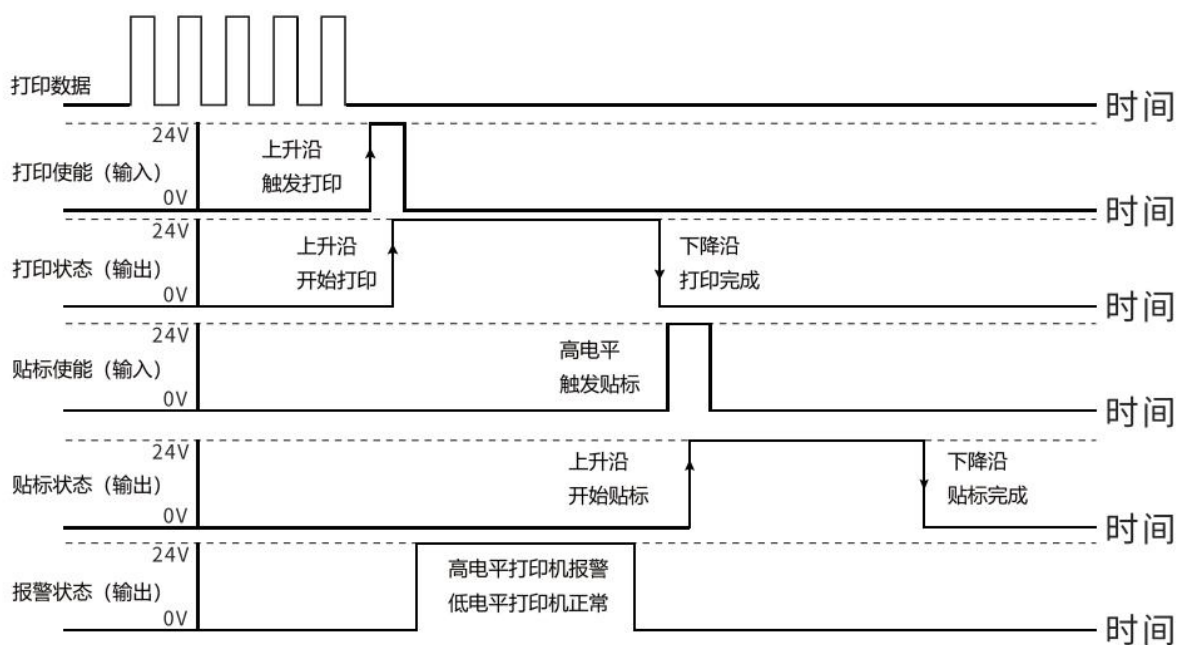 打印数据
时间
24V
打印使能（输入）
上升沿
触发打印
0V
时间
24V
打印状态（输出）
上升沿
开始打印
下降沿
打印完成
0V
时间
24V
贴标使能（输入）
高电平
触发贴标
0V
时间
24V
贴标状态（输出）
上升沿
开始贴标
下降沿
贴标完成
0V
时间
24V
报警状态（输出）
高电平打印机报警
低电平打印机正常
0V
时间